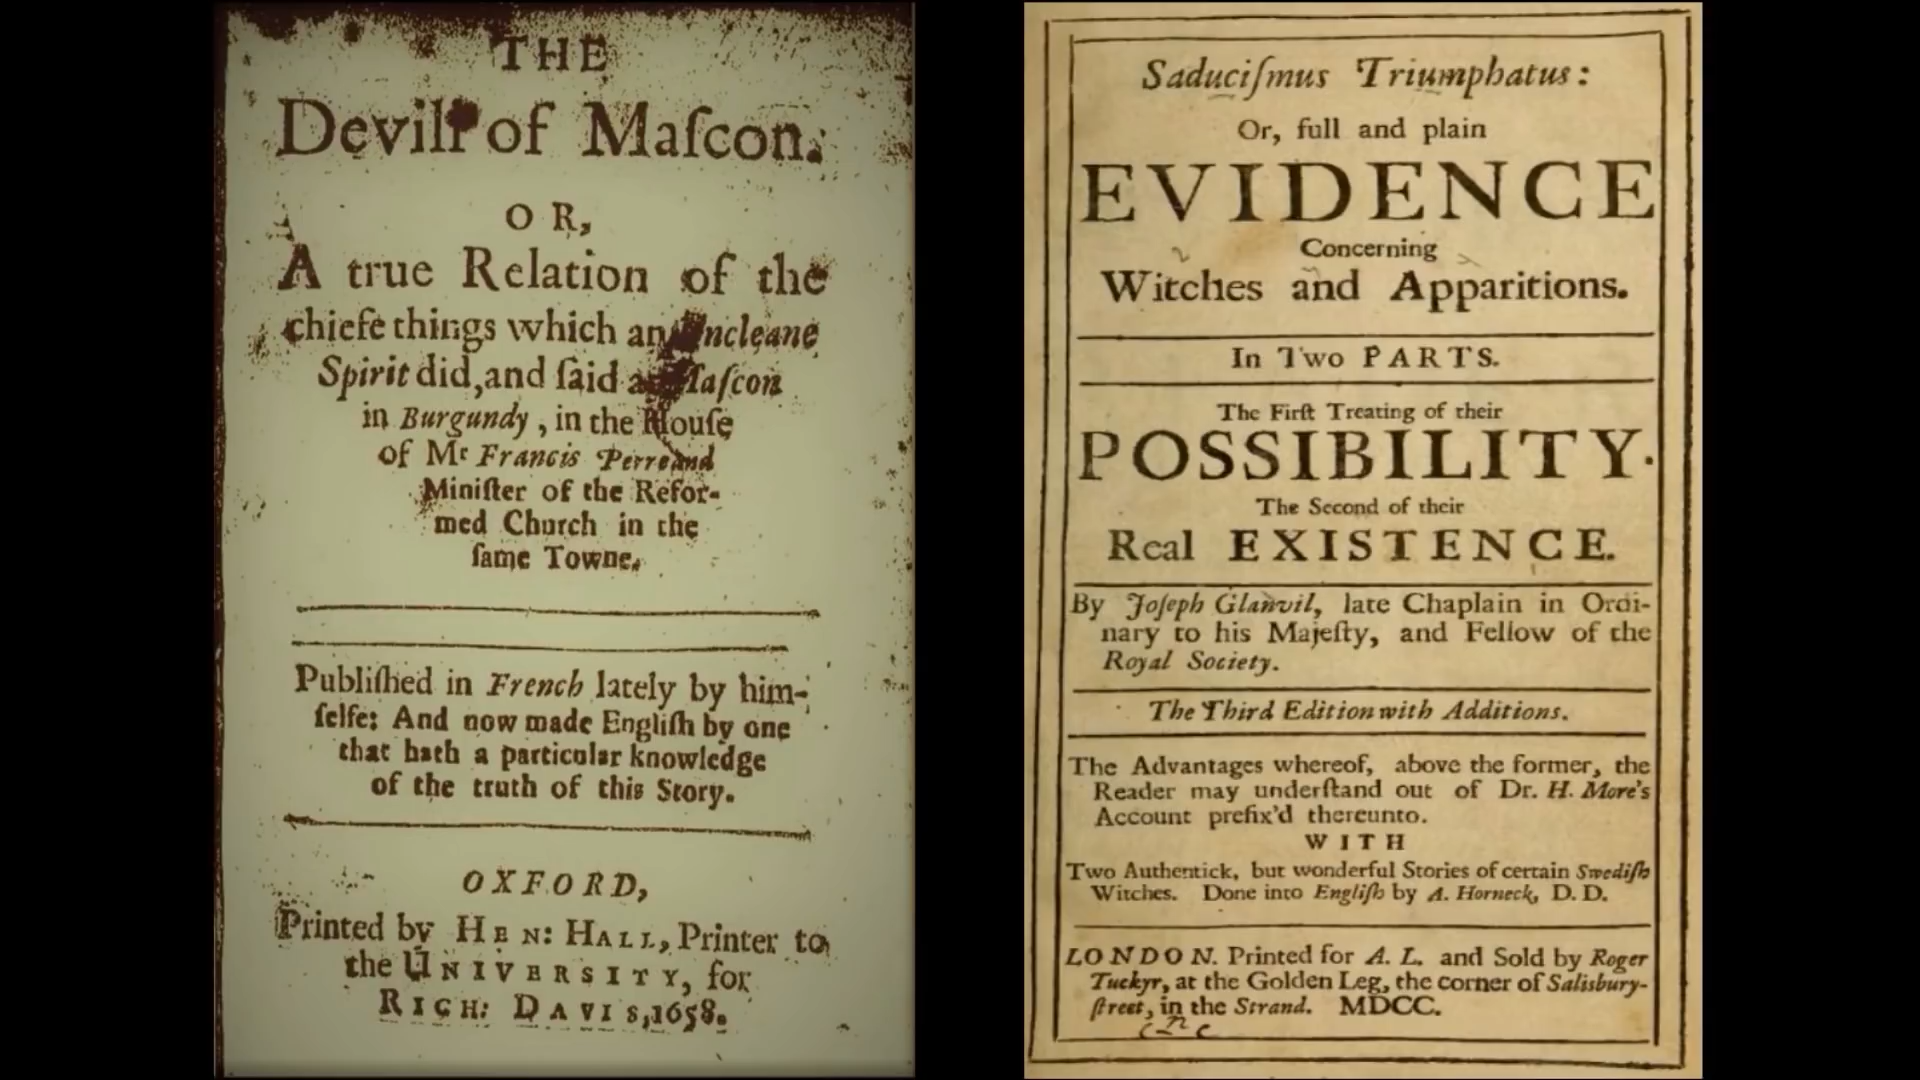 THE
Devill of Maſcon.
OR,
A true Relation of the
chiefe things which an Uncleane
Spirit did, and ſaid at Maſcon
in Burgundy, in the Houſe
of Mr Francis Perreand
Miniſter of the Refor-
med Church in the
ſame Towne.
Publiſhed in French lately by him-
ſelfe: And now made Engliſh by one
that hath a particular knowledge
of the truth of this Story.
OXFORD,
Printed by HEN: HALL, Printer to
the UNIVERSITY, for
RICH: DAVIS, 1658.
Saduciſmus Triumphatus:
Or, full and plain
EVIDENCE
Concerning
Witches and Apparitions.
In Two PARTS.
The Firſt Treating of their
POSSIBILITY.
The Second of their
Real EXISTENCE.
By Joſeph Glanvil, late Chaplain in Ordi-
nary to his Majeſty, and Fellow of the
Royal Society.
The Third Edition with Additions.
The Advantages whereof, above the former, the
Reader may underſtand out of Dr. H. More's
Account prefix'd thereunto.
WITH
Two Authentick, but wonderful Stories of certain Swediſh
Witches. Done into Engliſh by A. Horneck, D. D.
LONDON. Printed for A. L. and Sold by Roger
Tuckyr, at the Golden Leg, the corner of Salisbury-
ſtreet, in the Strand. MDCC.